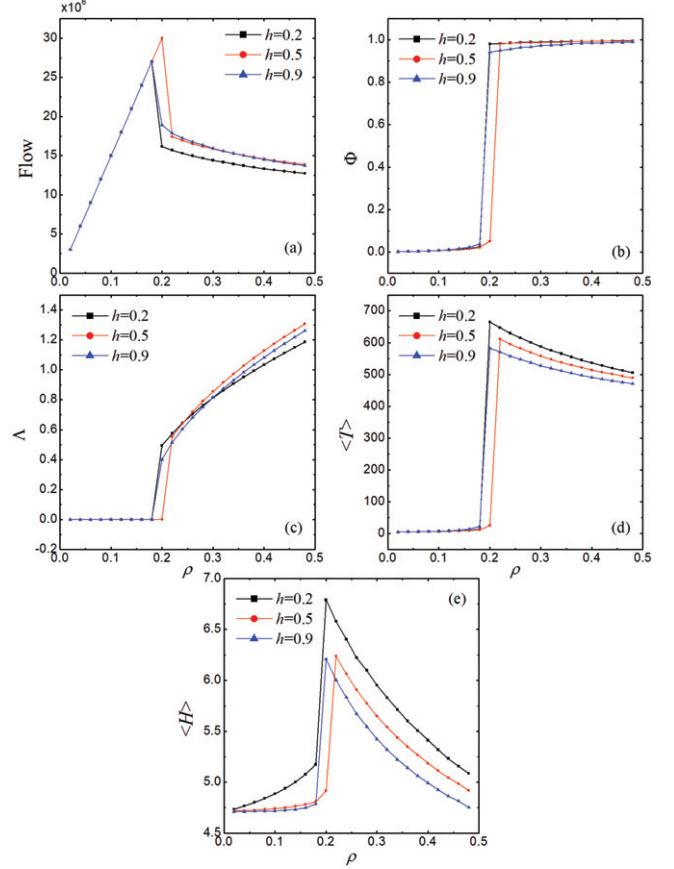 x10⁶
30
25
20
15
10
5
0
Flow
0.0 0.1 0.2 0.3 0.4 0.5
h=0.2
h=0.5
h=0.9
(a)
1.0
0.8
0.6
0.4
0.2
0.0
Φ
0.0 0.1 0.2 0.3 0.4 0.5
h=0.2
h=0.5
h=0.9
(b)
1.4
1.2
1.0
0.8
0.6
0.4
0.2
0.0
-0.2
Λ
0.0 0.1 0.2 0.3 0.4 0.5
ρ
h=0.2
h=0.5
h=0.9
(c)
700
600
500
400
300
200
100
0
<T>
0.0 0.1 0.2 0.3 0.4 0.5
ρ
h=0.2
h=0.5
h=0.9
(d)
7.0
6.5
6.0
5.5
5.0
4.5
<H>
0.0 0.1 0.2 0.3 0.4 0.5
ρ
h=0.2
h=0.5
h=0.9
(e)